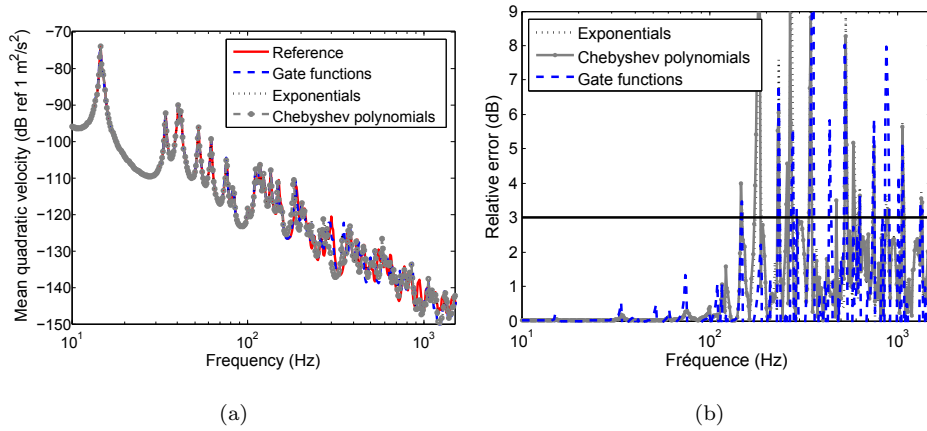 −70
−80
−90
−100
−110
−120
−130
−140
−150
Mean quadratic velocity (dB ref 1 m²/s²)
Reference
Gate functions
Exponentials
Chebyshev polynomials
10¹
10²
10³
Frequency (Hz)
(a)
9
8
7
6
5
4
3
2
1
0
Relative error (dB)
Exponentials
Chebyshev polynomials
Gate functions
10¹
10²
10³
Fréquence (Hz)
(b)